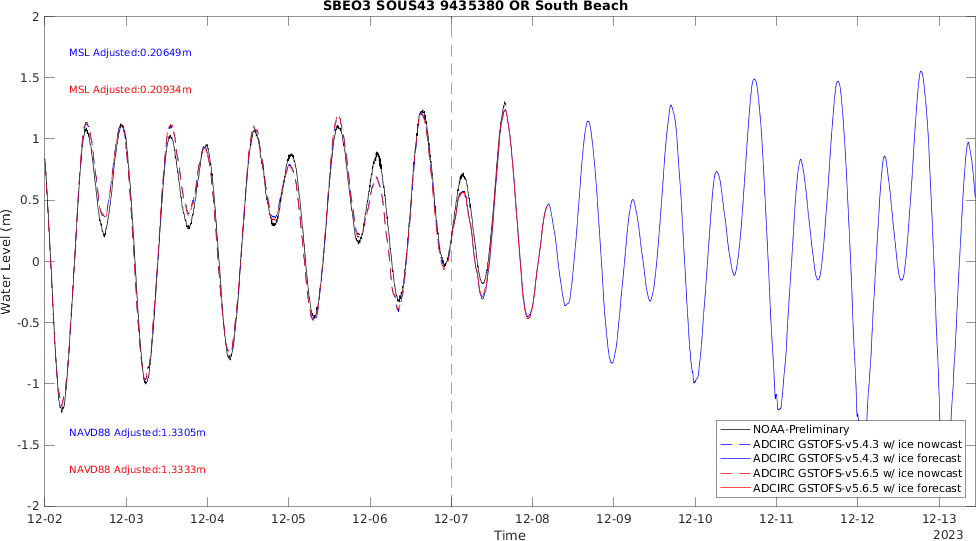 SBEO3 SOUS43 9435380 OR South Beach
Water Level (m)
2
1.5
1
0.5
0
-0.5
-1
-1.5
-2
MSL Adjusted:0.20649m
MSL Adjusted:0.20934m
NAVD88 Adjusted:1.3305m
NAVD88 Adjusted:1.3333m
NOAA-Preliminary
ADCIRC GSTOFS-v5.4.3 w/ ice nowcast
ADCIRC GSTOFS-v5.4.3 w/ ice forecast
ADCIRC GSTOFS-v5.6.5 w/ ice nowcast
ADCIRC GSTOFS-v5.6.5 w/ ice forecast
12-02 12-03 12-04 12-05 12-06 12-07 12-08 12-09 12-10 12-11 12-12 12-13
Time
2023